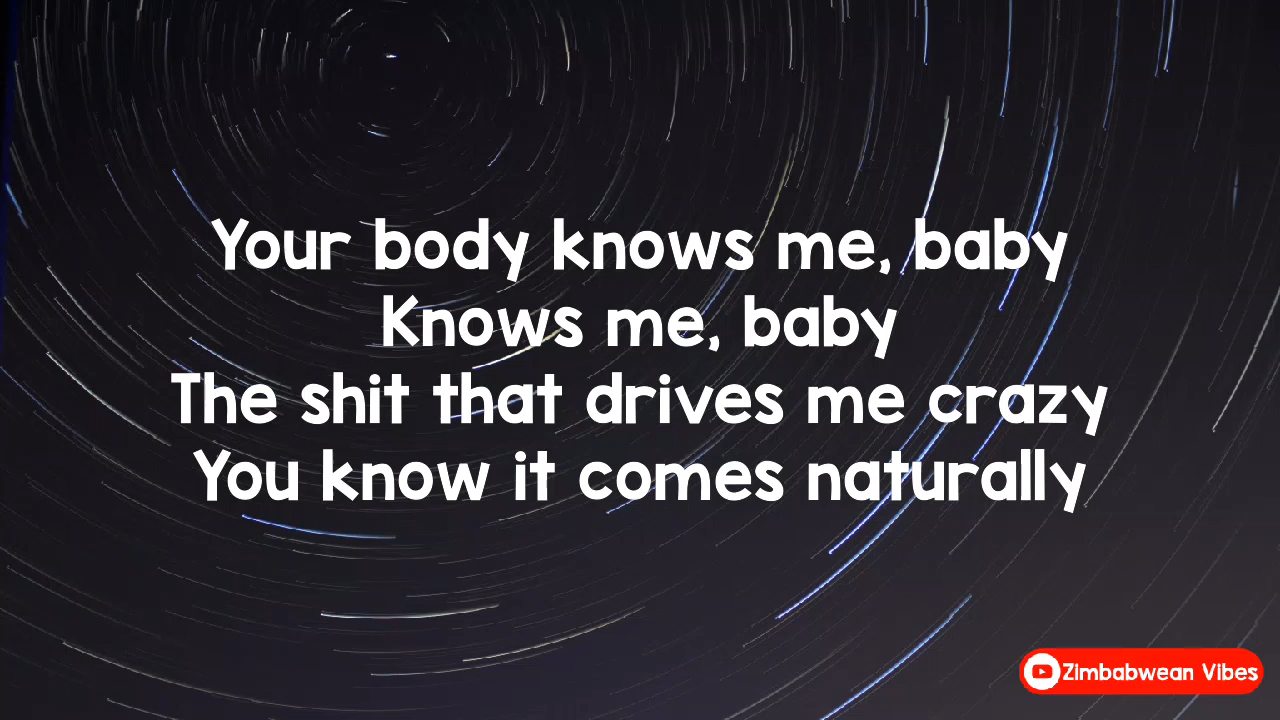 Your body knows me, baby
Knows me, baby
The shit that drives me crazy
You know it comes naturally
Zimbabwean Vibes